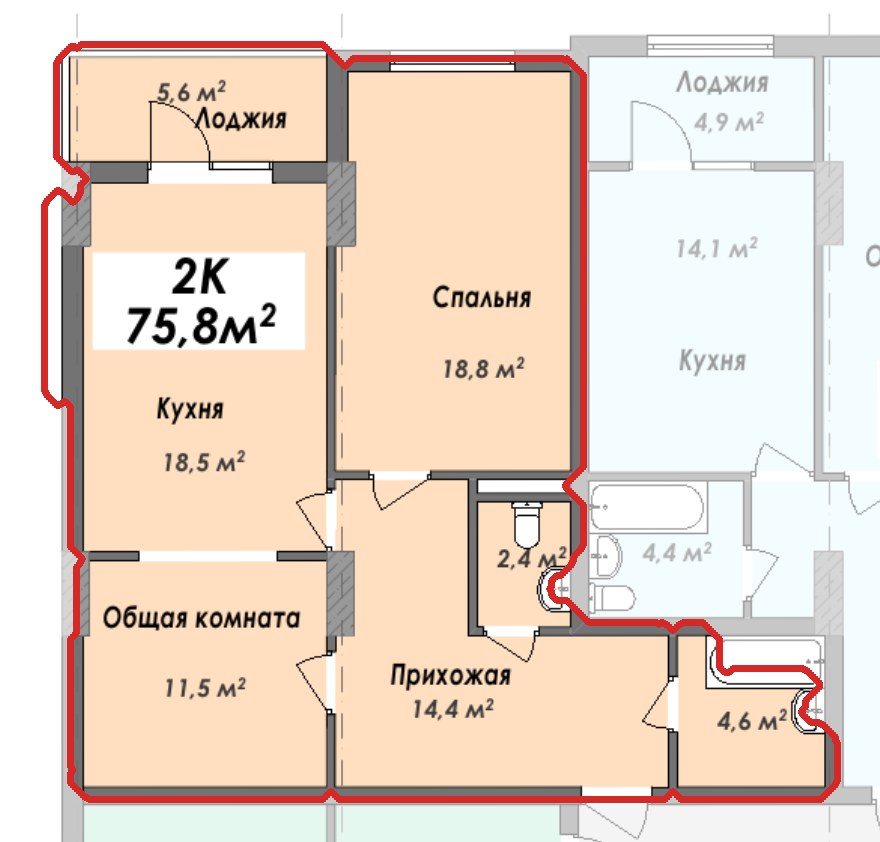 5,6 м²
Лоджия
Лоджия
4,9 м²
2К
75,8м²
Спальня
18,8 м²
14,1 м²
Кухня
Кухня
18,5 м²
2,4 м²
4,4 м²
Общая комната
11,5 м²
Прихожая
14,4 м²
4,6 м²